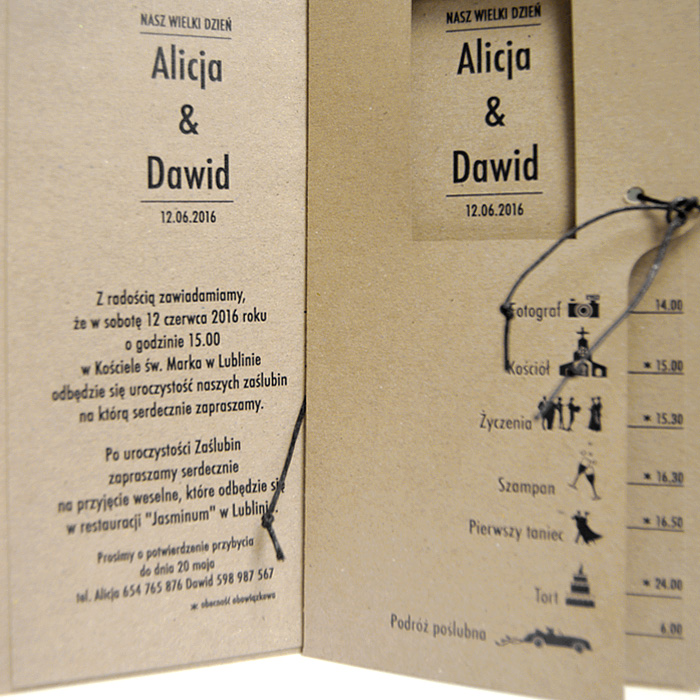 NASZ WIELKI DZIEŃ
Alicja
&
Dawid
12.06.2016
Z radością zawiadamiamy,
że w sobotę 12 czerwca 2016 roku
o godzinie 15.00
w Kościele św. Marka w Lublinie
odbędzie się uroczystość naszych zaślubin
na którą serdecznie zapraszamy.
Po uroczystości Zaślubin
zapraszamy serdecznie
na przyjęcie weselne, które odbędzie się
w restauracji "Jasminum" w Lublinie.
Prosimy o potwierdzenie przybycia
do dnia 20 maja
tel. Alicja 654 765 876 Dawid 598 987 567
* obecność obowiązkowa
NASZ WIELKI DZIEŃ
Alicja
&
Dawid
12.06.2016
Fotograf 14.00
Kościół * 15.00
Życzenia * 15.30
Szampan * 16.30
Pierwszy taniec * 16.50
Tort * 24.00
Podróż poślubna 6.00